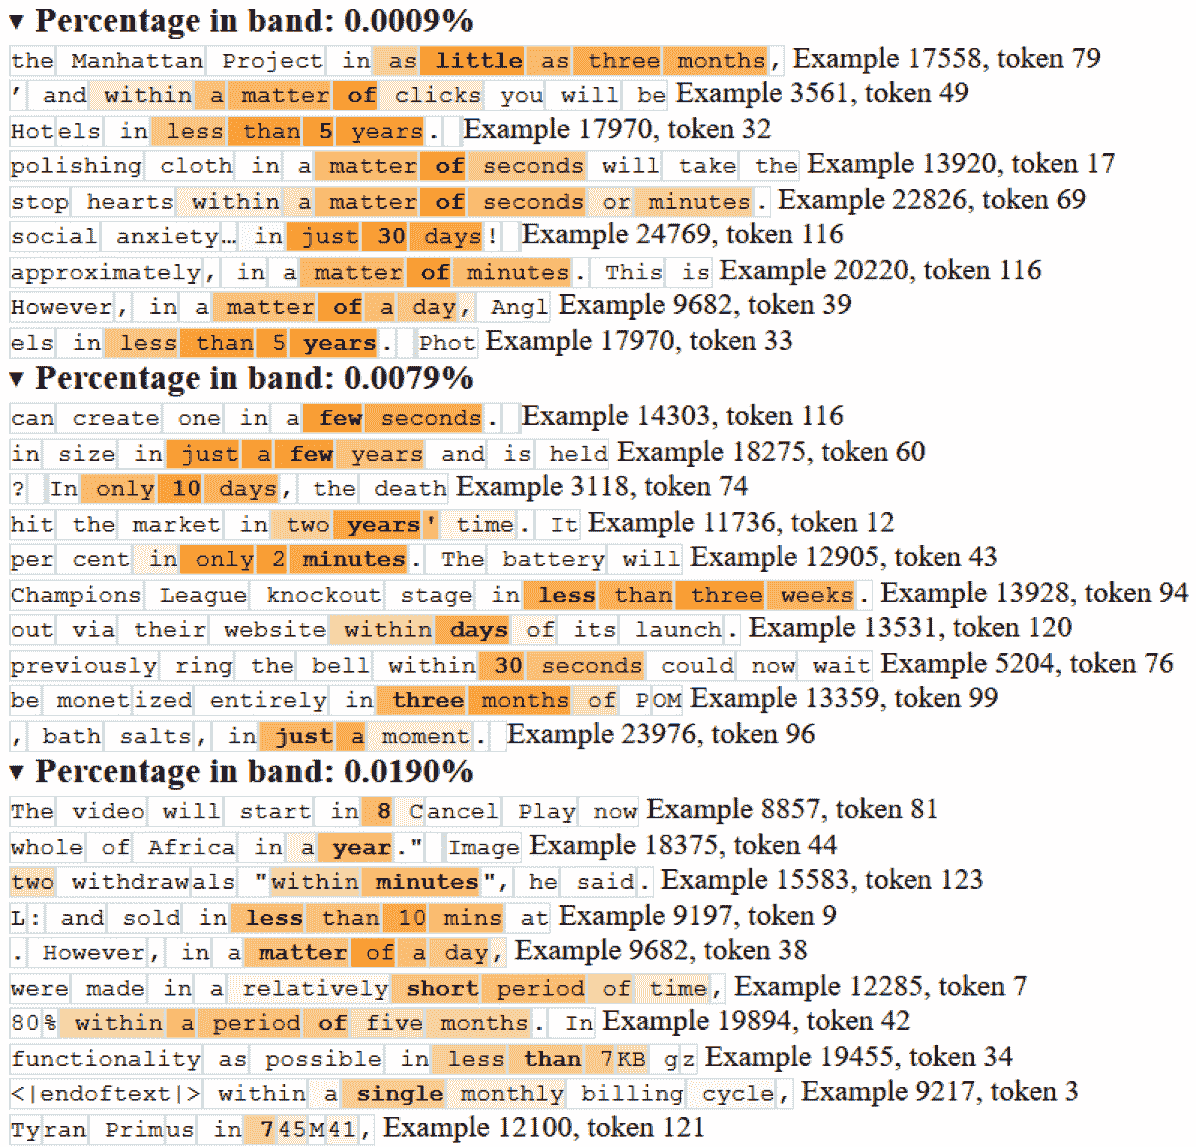 ▼ Percentage in band: 0.0009%
the Manhattan Project in as little as three months, Example 17558, token 79
’ and within a matter of clicks you will be Example 3561, token 49
Hotels in less than 5 years. Example 17970, token 32
polishing cloth in a matter of seconds will take the Example 13920, token 17
stop hearts within a matter of seconds or minutes. Example 22826, token 69
social anxiety… in just 30 days! Example 24769, token 116
approximately, in a matter of minutes. This is Example 20220, token 116
However, in a matter of a day, Angl Example 9682, token 39
els in less than 5 years. Phot Example 17970, token 33
▼ Percentage in band: 0.0079%
can create one in a few seconds. Example 14303, token 116
in size in just a few years and is held Example 18275, token 60
? In only 10 days, the death Example 3118, token 74
hit the market in two years' time. It Example 11736, token 12
per cent in only 2 minutes. The battery will Example 12905, token 43
Champions League knockout stage in less than three weeks. Example 13928, token 94
out via their website within days of its launch. Example 13531, token 120
previously ring the bell within 30 seconds could now wait Example 5204, token 76
be monetized entirely in three months of POM Example 13359, token 99
, bath salts, in just a moment. Example 23976, token 96
▼ Percentage in band: 0.0190%
The video will start in 8 Cancel Play now Example 8857, token 81
whole of Africa in a year." Image Example 18375, token 44
two withdrawals "within minutes", he said. Example 15583, token 123
L: and sold in less than 10 mins at Example 9197, token 9
. However, in a matter of a day, Example 9682, token 38
were made in a relatively short period of time, Example 12285, token 7
80% within a period of five months. In Example 19894, token 42
functionality as possible in less than 7KB gz Example 19455, token 34
<|endoftext|> within a single monthly billing cycle, Example 9217, token 3
Tyran Primus in 745M41, Example 12100, token 121